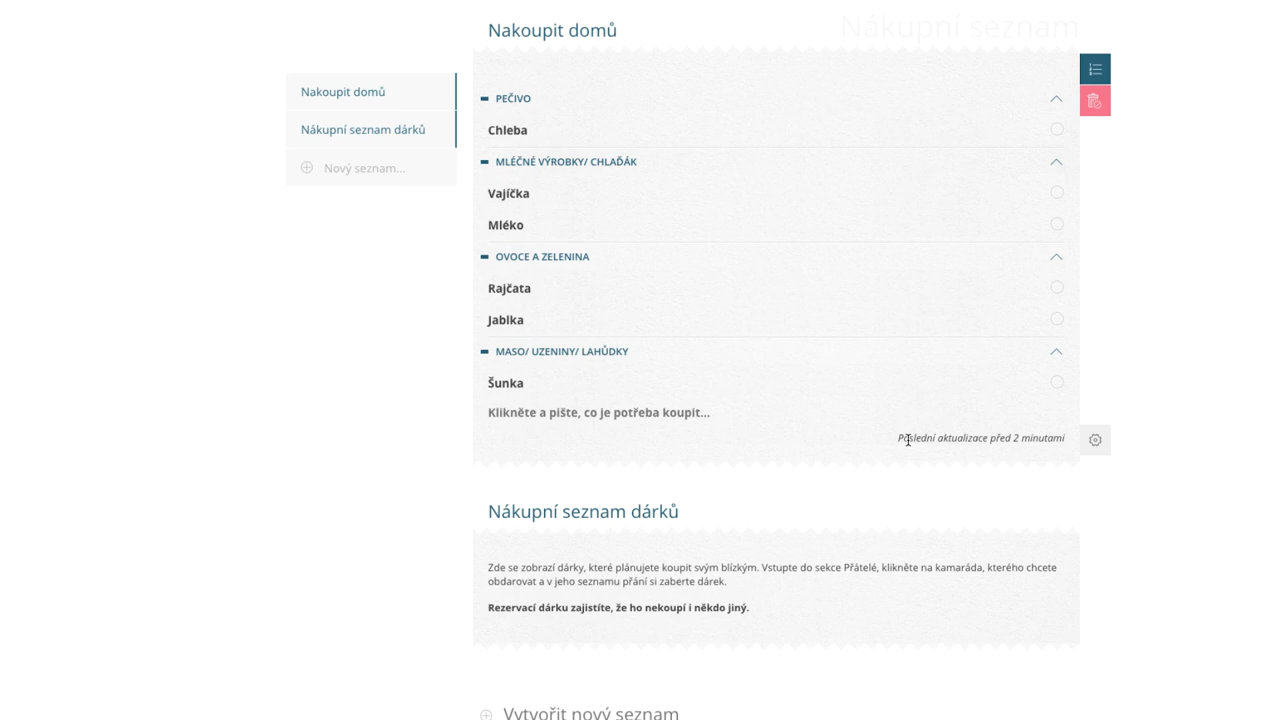 Nákupní seznam
Nakoupit domů
Nakoupit domů
Nákupní seznam dárků
Nový seznam...
PEČIVO
Chleba
MLÉČNÉ VÝROBKY/ CHLAĎÁK
Vajíčka
Mléko
OVOCE A ZELENINA
Rajčata
Jablka
MASO/ UZENINY/ LAHŮDKY
Šunka
Klikněte a pište, co je potřeba koupit...
Poslední aktualizace před 2 minutami
Nákupní seznam dárků
Zde se zobrazí dárky, které plánujete koupit svým blízkým. Vstupte do sekce Přátelé, klikněte na kamaráda, kterého chcete
obdarovat a v jeho seznamu přání si zaberte dárek.
Rezervací dárku zajistíte, že ho nekoupí i někdo jiný.
Vytvořit nový seznam